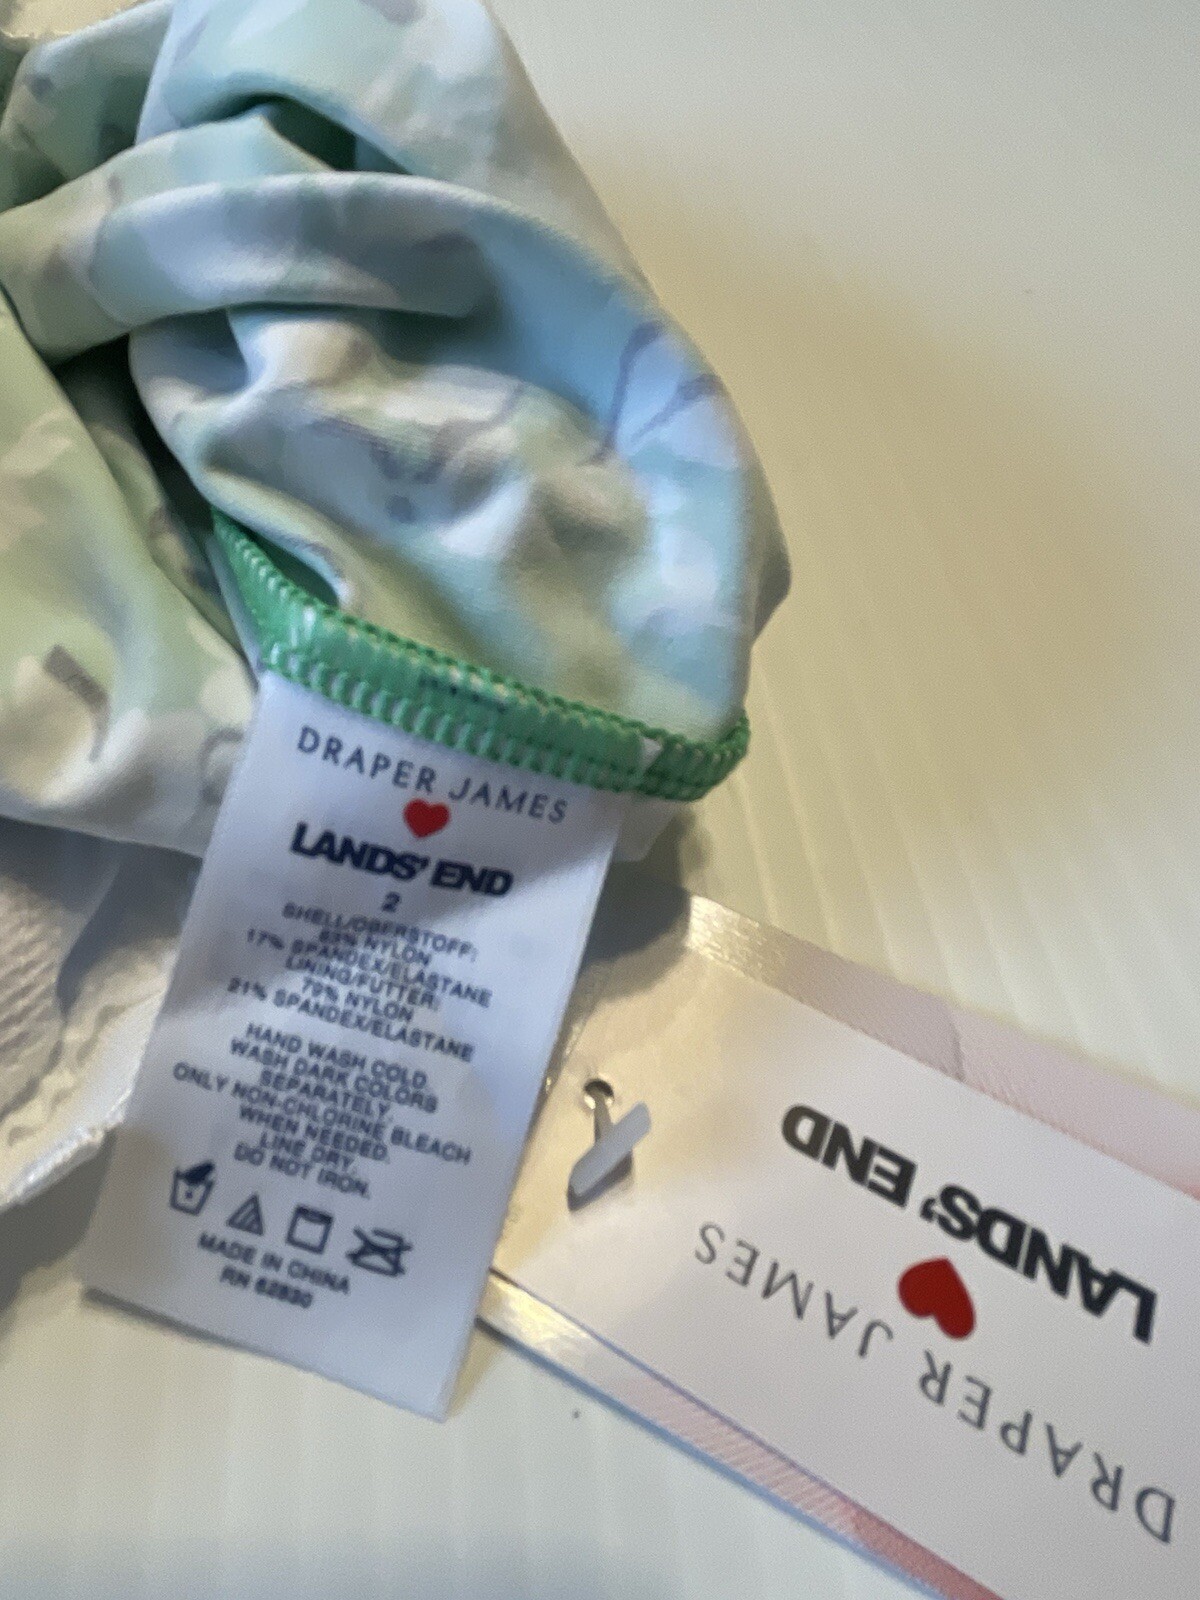 DRAPER JAMES
LANDS' END
2
SHELL/OBERSTOFF:
83% NYLON
17% SPANDEX/ELASTANE
LINING/FUTTER:
79% NYLON
21% SPANDEX/ELASTANE
HAND WASH COLD.
WASH DARK COLORS
SEPARATELY.
ONLY NON-CHLORINE BLEACH
WHEN NEEDED.
LINE DRY.
DO NOT IRON.
MADE IN CHINA
RN 62830
DRAPER JAMES
LANDS' END